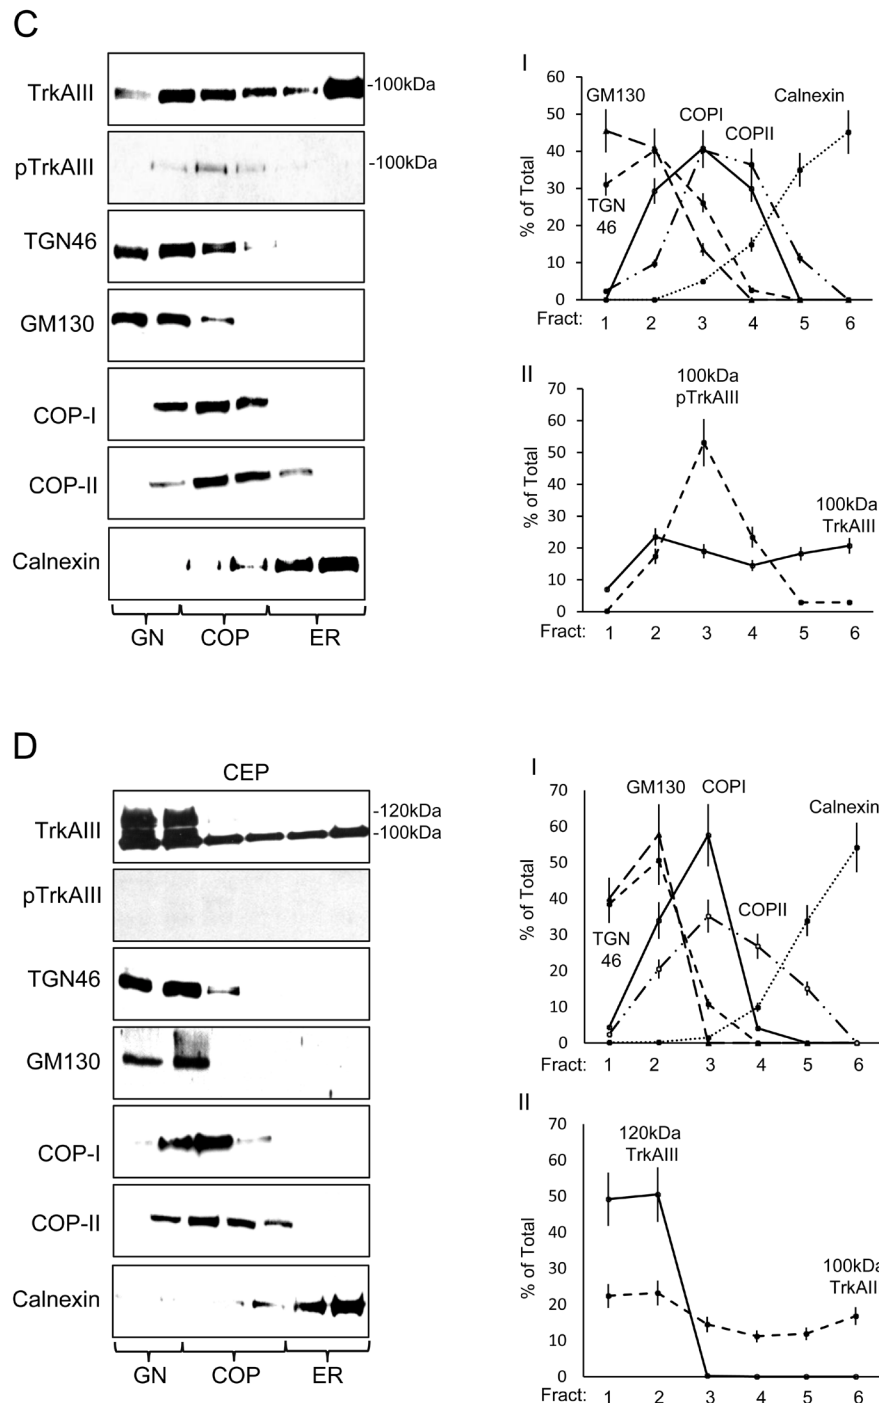 C
TrkAIII
-100kDa
pTrkAIII
-100kDa
TGN46
GM130
COP-I
COP-II
Calnexin
GN COP ER
I
% of Total
60
50
40
30
20
10
0
GM130
COPI
COPII
Calnexin
TGN
46
Fract: 1 2 3 4 5 6
II
% of Total
70
60
50
40
30
20
10
0
100kDa
pTrkAIII
100kDa
TrkAIII
Fract: 1 2 3 4 5 6
D
CEP
TrkAIII
-120kDa
-100kDa
pTrkAIII
TGN46
GM130
COP-I
COP-II
Calnexin
GN COP ER
I
% of Total
70
60
50
40
30
20
10
0
GM130 COPI
Calnexin
COPII
TGN
46
Fract: 1 2 3 4 5 6
II
% of Total
70
60
50
40
30
20
10
0
120kDa
TrkAIII
100kDa
TrkAII
Fract: 1 2 3 4 5 6